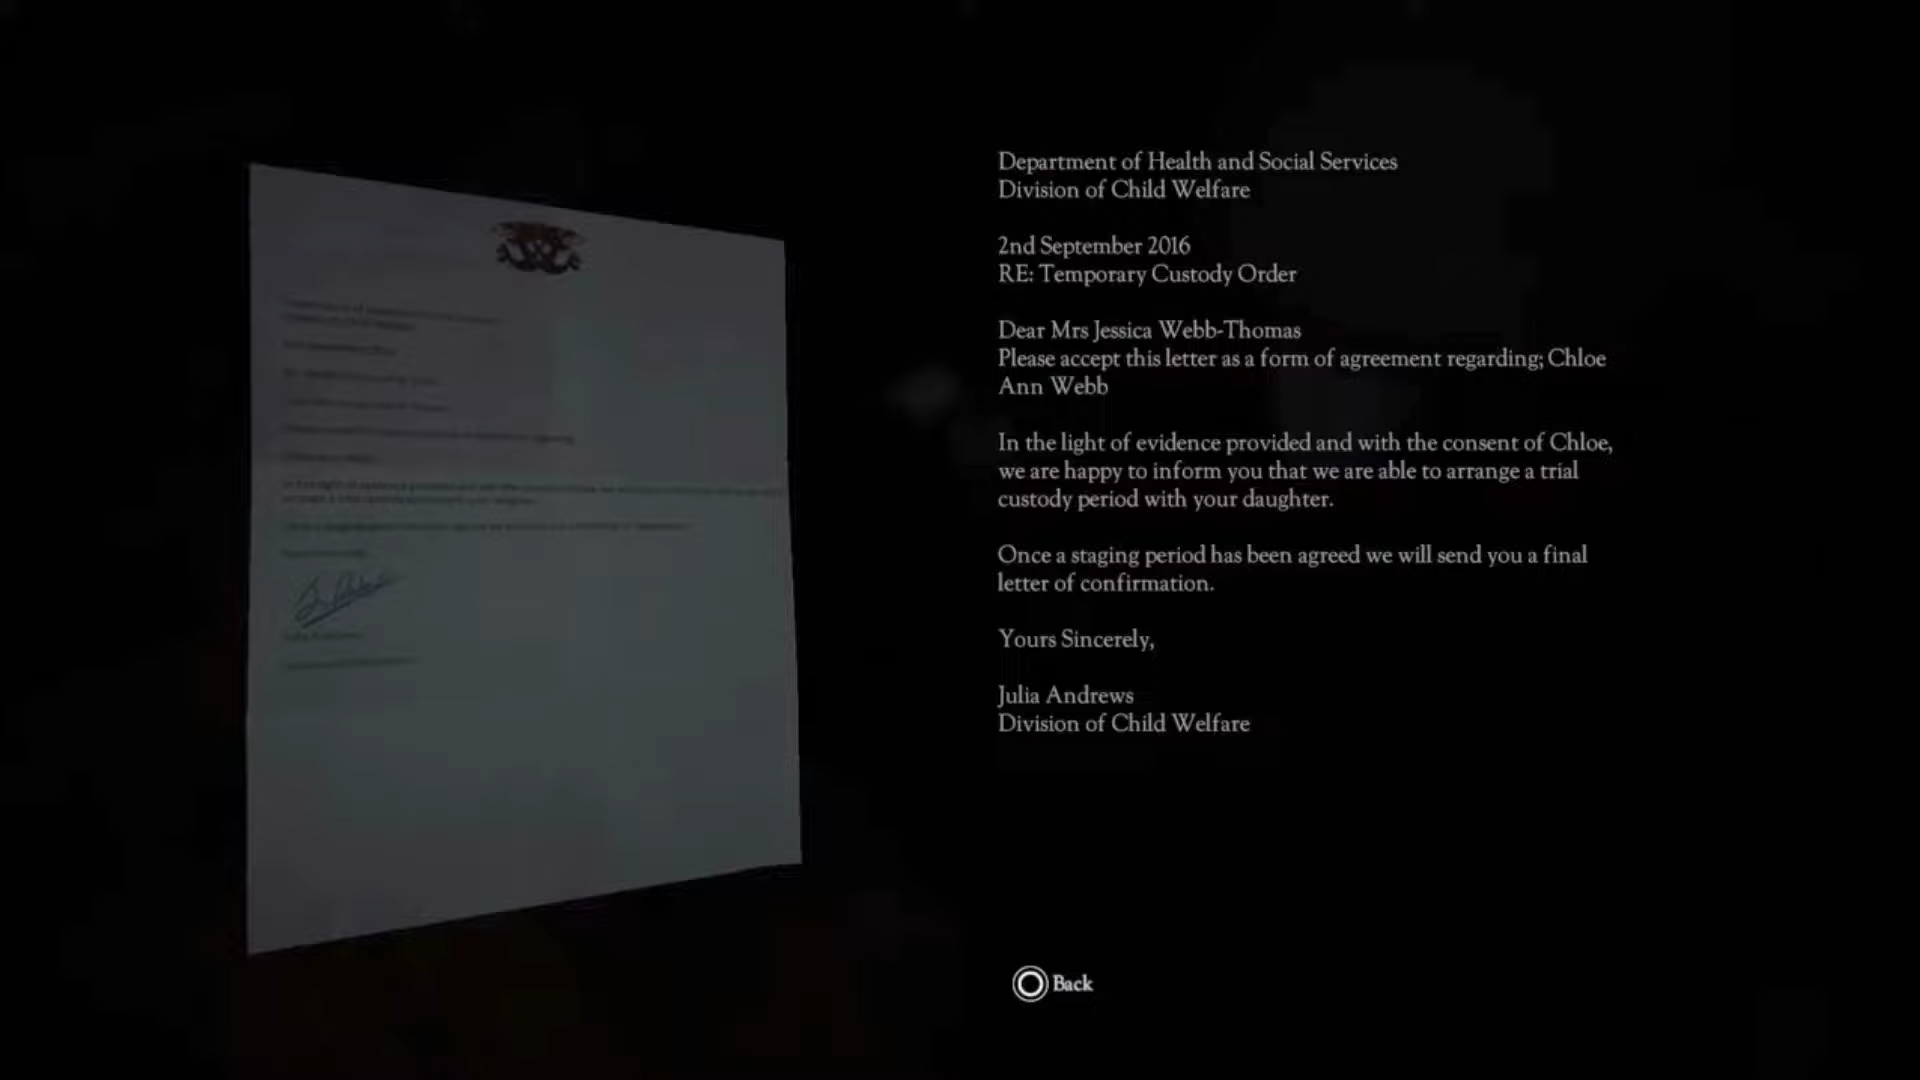 Department of Health and Social Services
Division of Child Welfare
2nd September 2016
RE: Temporary Custody Order
Dear Mrs Jessica Webb-Thomas
Please accept this letter as a form of agreement regarding; Chloe
Ann Webb
In the light of evidence provided and with the consent of Chloe,
we are happy to inform you that we are able to arrange a trial
custody period with your daughter.
Once a staging period has been agreed we will send you a final
letter of confirmation.
Yours Sincerely,
Julia Andrews
Division of Child Welfare
Back